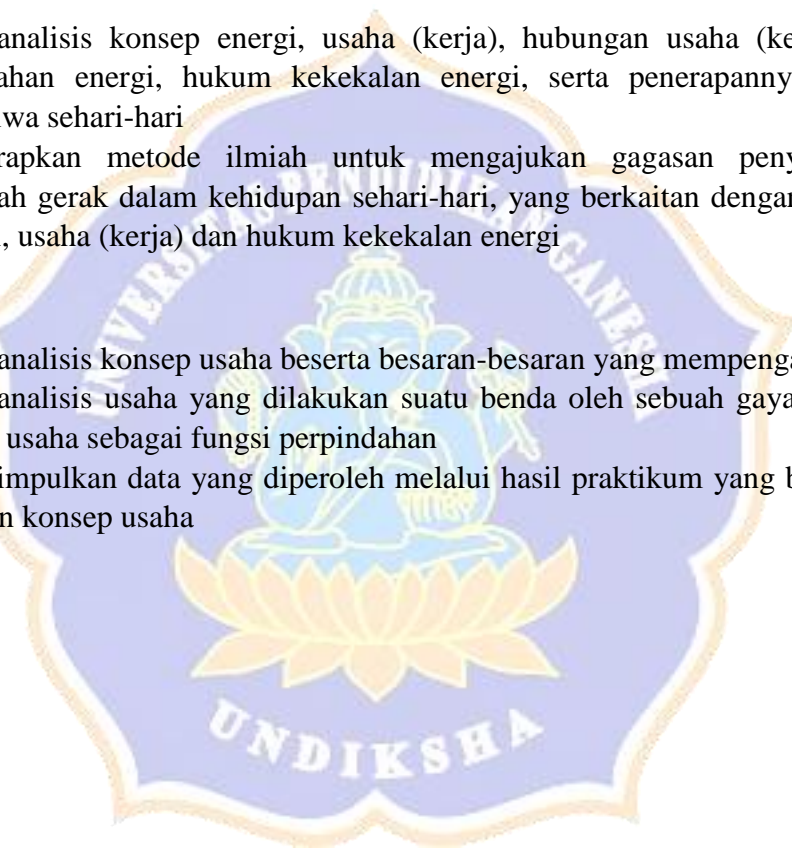 analisis konsep energi, usaha (kerja), hubungan usaha (ke
ahan energi, hukum kekekalan energi, serta penerapanny
wa sehari-hari
rapkan metode ilmiah untuk mengajukan gagasan peny
ah gerak dalam kehidupan sehari-hari, yang berkaitan dengan
, usaha (kerja) dan hukum kekekalan energi
analisis konsep usaha beserta besaran-besaran yang mempenga
analisis usaha yang dilakukan suatu benda oleh sebuah gaya
usaha sebagai fungsi perpindahan
impulkan data yang diperoleh melalui hasil praktikum yang b
n konsep usaha
UNIVERSITAS PENDIDIKAN GANESHA
UNDIKSHA